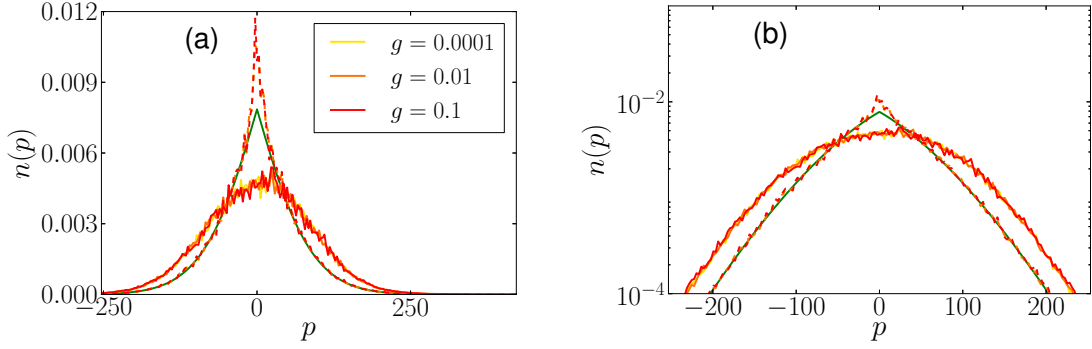 0.012
0.009
0.006
0.003
0.000
n(p)
(a)
g = 0.0001
g = 0.01
g = 0.1
−250
0
250
p
(b)
10⁻²
10⁻⁴
n(p)
−200
−100
0
100
200
p